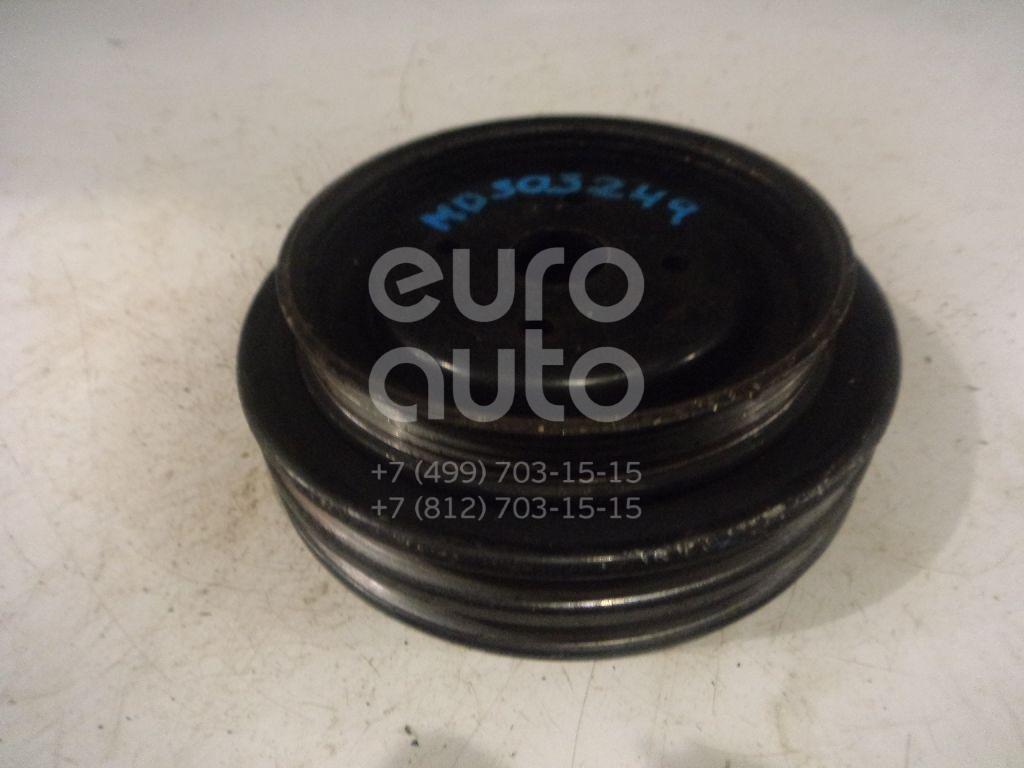 MD303249
euro
auto
+7 (499) 703-15-15
+7 (812) 703-15-15